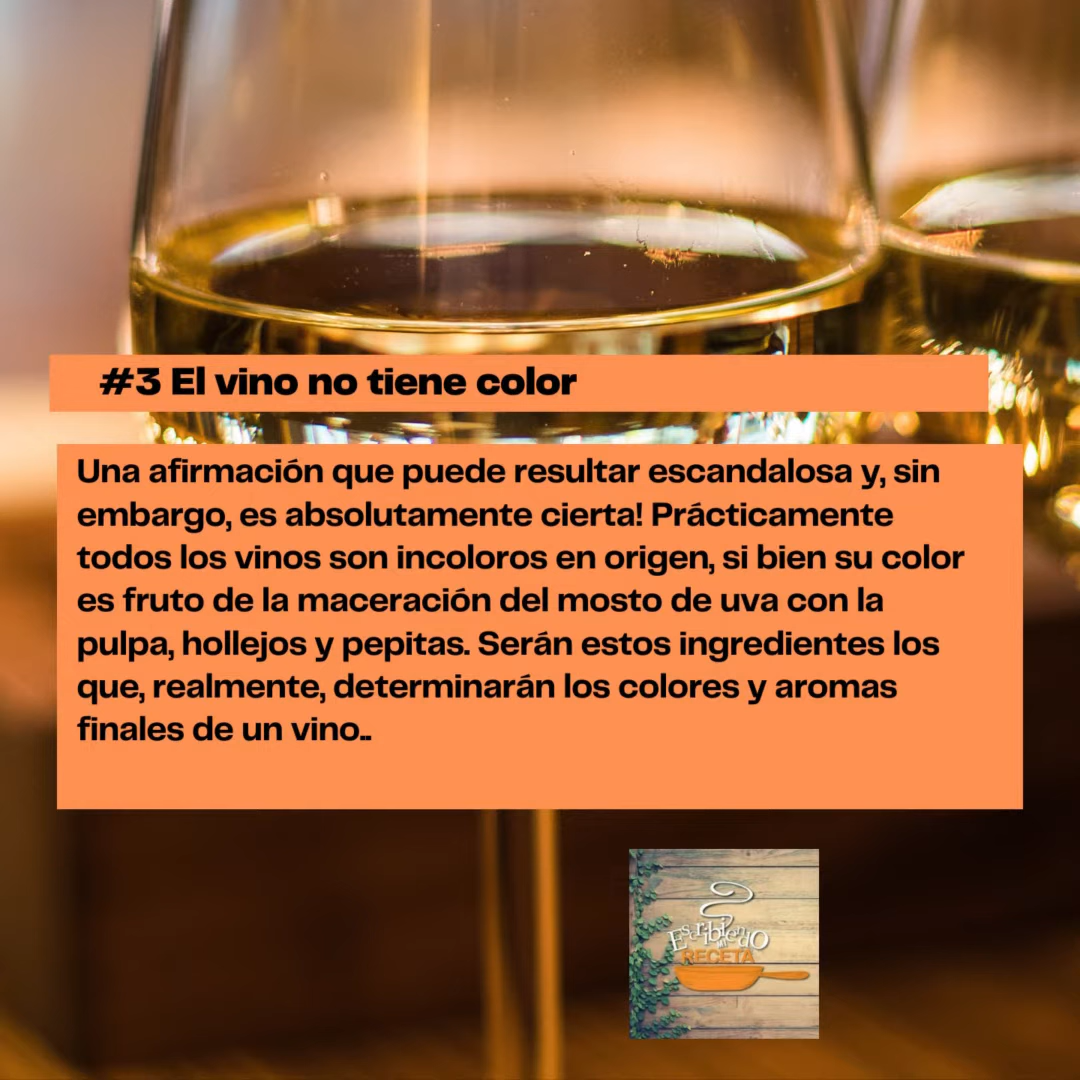 #3 El vino no tiene color
Una afirmación que puede resultar escandalosa y, sin
embargo, es absolutamente cierta! Prácticamente
todos los vinos son incoloros en origen, si bien su color
es fruto de la maceración del mosto de uva con la
pulpa, hollejos y pepitas. Serán estos ingredientes los
que, realmente, determinarán los colores y aromas
finales de un vino..
EscribiendO
RECETA